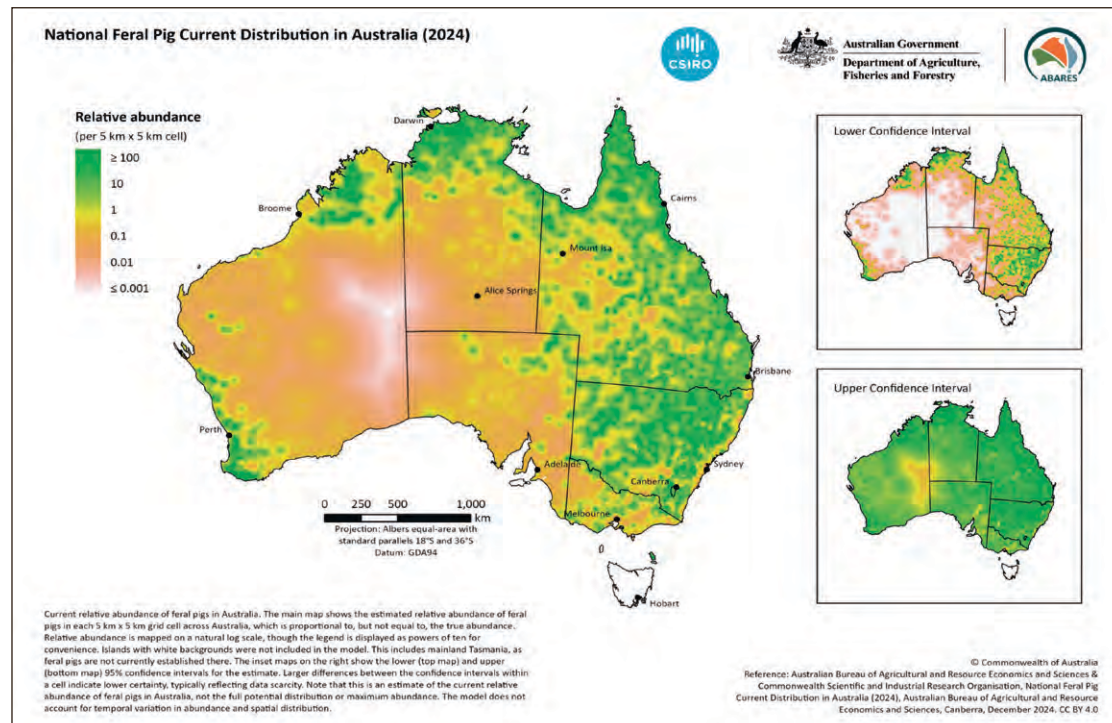 National Feral Pig Current Distribution in Australia (2024)
CSIRO
Australian Government
Department of Agriculture,
Fisheries and Forestry
ABARES
Relative abundance
(per 5 km x 5 km cell)
≥ 100
10
1
0.1
0.01
≤ 0.001
Darwin
Broome
Cairns
Mount Isa
Alice Springs
Brisbane
Perth
Adelaide
Sydney
Canberra
Melbourne
Hobart
0 250 500 1,000
km
Projection: Albers equal-area with
standard parallels 18°S and 36°S
Datum: GDA94
Lower Confidence Interval
Upper Confidence Interval
Current relative abundance of feral pigs in Australia. The main map shows the estimated relative abundance of feral
pigs in each 5 km x 5 km grid cell across Australia, which is proportional to, but not equal to, the true abundance.
Relative abundance is mapped on a natural log scale, though the legend is displayed as powers of ten for
convenience. Islands with white backgrounds were not included in the model. This includes mainland Tasmania, as
feral pigs are not currently established there. The inset maps on the right show the lower (top map) and upper
(bottom map) 95% confidence intervals for the estimate. Larger differences between the confidence intervals within
a cell indicate lower certainty, typically reflecting data scarcity. Note that this is an estimate of the current relative
abundance of feral pigs in Australia, not the full potential distribution or maximum abundance. The model does not
account for temporal variation in abundance and spatial distribution.
© Commonwealth of Australia
Reference: Australian Bureau of Agricultural and Resource Economics and Sciences &
Commonwealth Scientific and Industrial Research Organisation, National Feral Pig
Current Distribution in Australia (2024), Australian Bureau of Agricultural and Resource
Economics and Sciences, Canberra, December 2024. CC BY 4.0